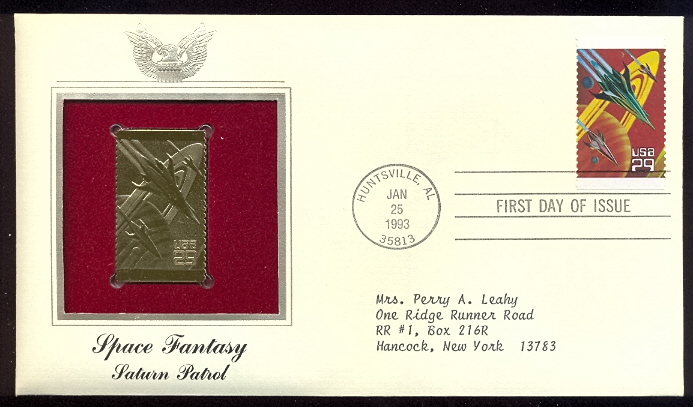 USA
29
USA
29
HUNTSVILLE, AL
JAN
25
1993
35813
FIRST DAY OF ISSUE
Mrs. Perry A. Leahy
One Ridge Runner Road
RR #1, Box 216R
Hancock, New York 13783
Space Fantasy
Saturn Patrol